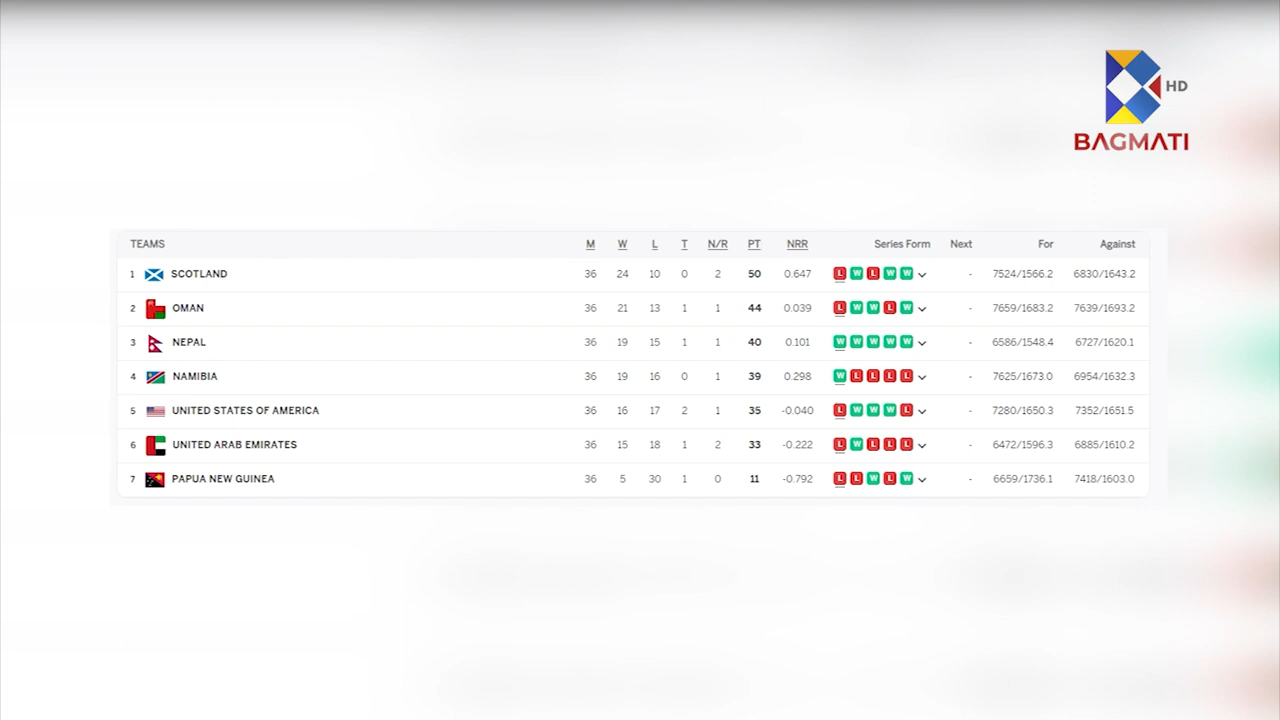 HD
BAGMATI
TEAMS M W L T N/R PT NRR Series Form Next For Against
1 SCOTLAND 36 24 10 0 2 50 0.647 L W L W W - 7524/1566.2 6830/1643.2
2 OMAN 36 21 13 1 1 44 0.039 L W W L W - 7659/1683.2 7639/1693.2
3 NEPAL 36 19 15 1 1 40 0.101 W W W W W - 6586/1548.4 6727/1620.1
4 NAMIBIA 36 19 16 0 1 39 0.298 W L L L L - 7625/1673.0 6954/1632.3
5 UNITED STATES OF AMERICA 36 16 17 2 1 35 -0.040 L W W W L - 7280/1650.3 7352/1651.5
6 UNITED ARAB EMIRATES 36 15 18 1 2 33 -0.222 L W L L L - 6472/1596.3 6885/1610.2
7 PAPUA NEW GUINEA 36 5 30 1 0 11 -0.792 L L W L W - 6659/1736.1 7418/1603.0